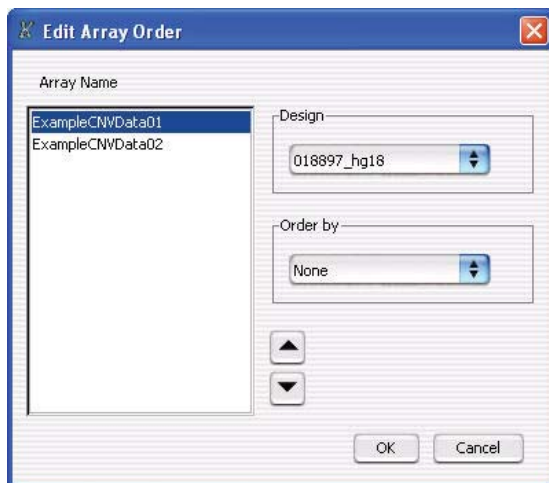 Edit Array Order
Array Name
ExampleCNVData01
ExampleCNVData02
Design
018897_hg18
Order by
None
OK
Cancel